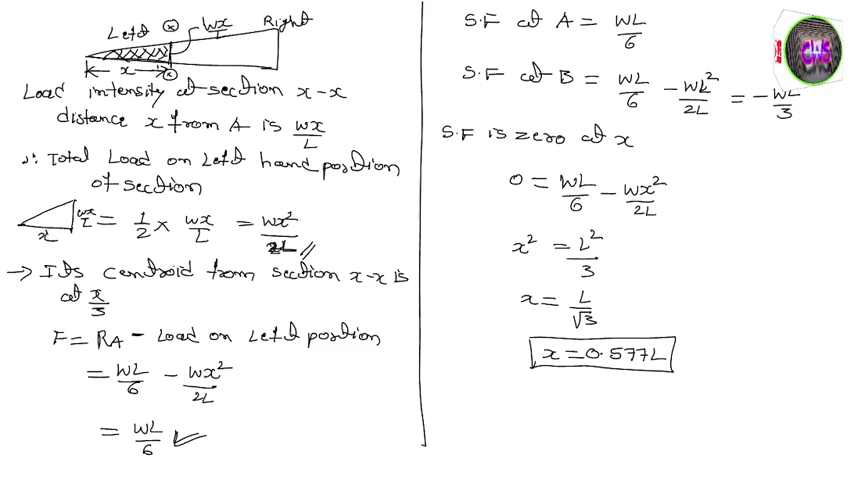 Left ⓧ Wx/L Right
x ⓧ
Load intensity at section x-x
distance x from A is Wx/L
∴ Total Load on Left hand position
of section
x Wx/L = 1/2 × Wx/L = Wx²/2L
→ Its centroid from section x-x is
at x/3
F = RA - Load on Left position
= WL/6 - Wx²/2L
= WL/6 ✓
S.F at A = WL/6
S.F at B = WL/6 - WL²/2L = - WL/3
S.F is zero at x
0 = WL/6 - Wx²/2L
x² = L²/3
x = L/√3
x = 0.577L
CWS